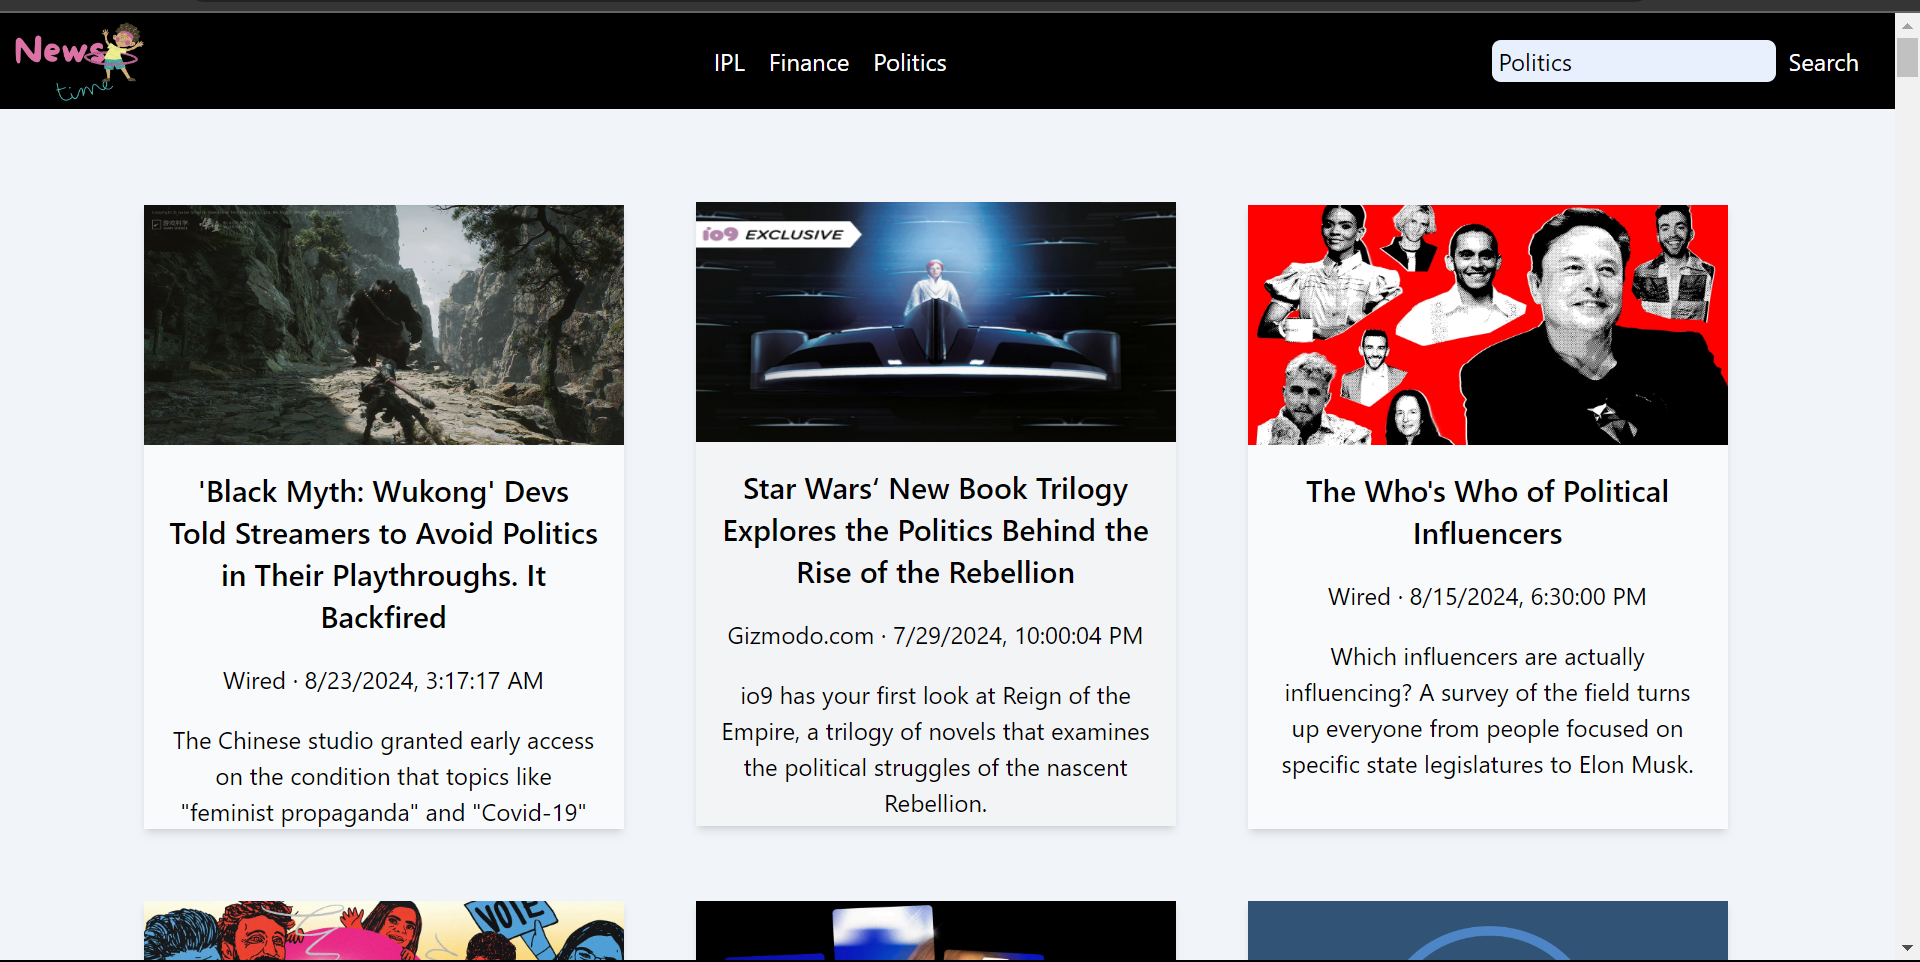 News
time
IPL Finance Politics
Politics
Search
io9 EXCLUSIVE
'Black Myth: Wukong' Devs
Told Streamers to Avoid Politics
in Their Playthroughs. It
Backfired
Wired · 8/23/2024, 3:17:17 AM
The Chinese studio granted early access
on the condition that topics like
"feminist propaganda" and "Covid-19"
Star Wars‘ New Book Trilogy
Explores the Politics Behind the
Rise of the Rebellion
Gizmodo.com · 7/29/2024, 10:00:04 PM
io9 has your first look at Reign of the
Empire, a trilogy of novels that examines
the political struggles of the nascent
Rebellion.
The Who's Who of Political
Influencers
Wired · 8/15/2024, 6:30:00 PM
Which influencers are actually
influencing? A survey of the field turns
up everyone from people focused on
specific state legislatures to Elon Musk.
VOTE